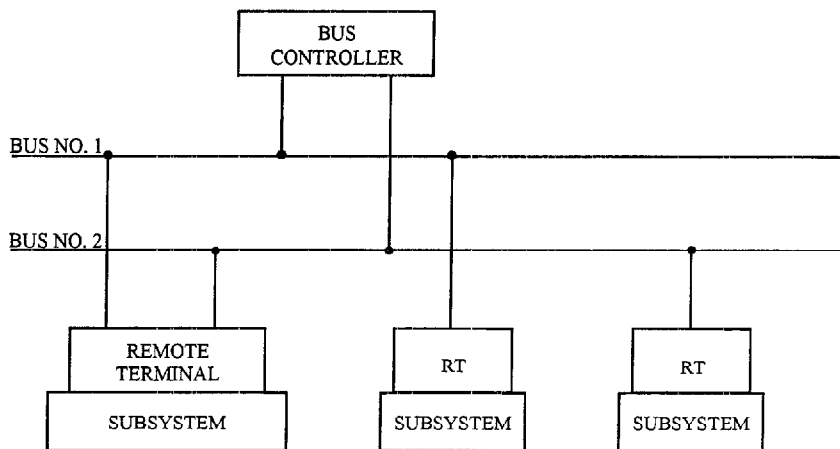 BUS
CONTROLLER
BUS NO. 1
BUS NO. 2
REMOTE
TERMINAL
RT
RT
SUBSYSTEM
SUBSYSTEM
SUBSYSTEM